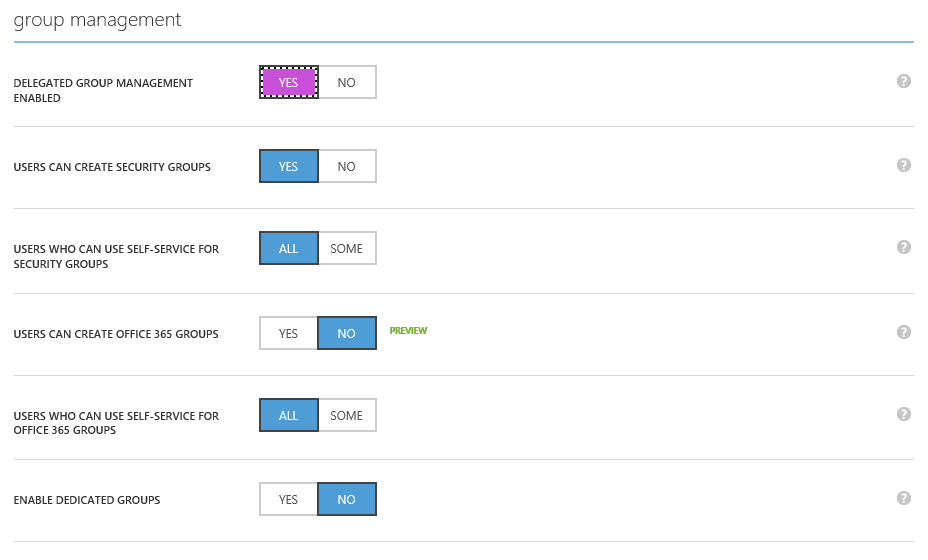 group management
DELEGATED GROUP MANAGEMENT
ENABLED
YES NO
?
USERS CAN CREATE SECURITY GROUPS
YES NO
?
USERS WHO CAN USE SELF-SERVICE FOR
SECURITY GROUPS
ALL SOME
?
USERS CAN CREATE OFFICE 365 GROUPS
YES NO
PREVIEW
?
USERS WHO CAN USE SELF-SERVICE FOR
OFFICE 365 GROUPS
ALL SOME
?
ENABLE DEDICATED GROUPS
YES NO
?